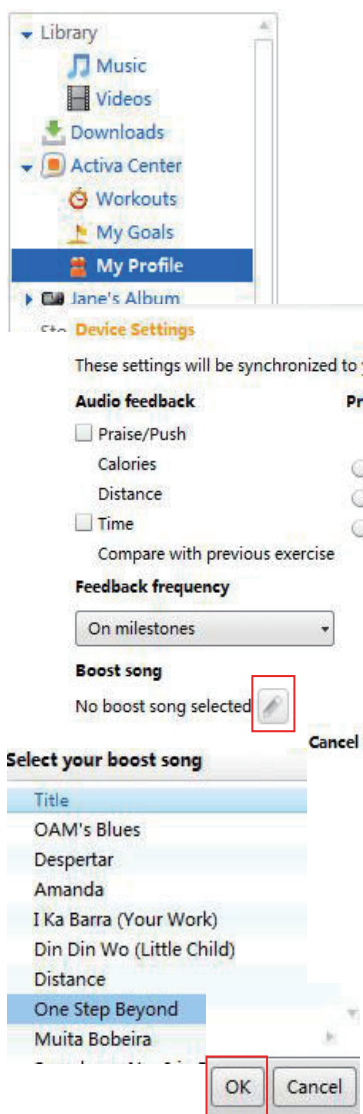 Library
Music
Videos
Downloads
Activa Center
Workouts
My Goals
My Profile
Jane's Album
Device Settings
These settings will be synchronized to
Audio feedback
Praise/Push
Calories
Distance
Time
Compare with previous exercise
Feedback frequency
On milestones
Boost song
No boost song selected
Cancel
Select your boost song
Title
OAM's Blues
Despertar
Amanda
I Ka Barra (Your Work)
Din Din Wo (Little Child)
Distance
One Step Beyond
Muita Bobeira
OK Cancel